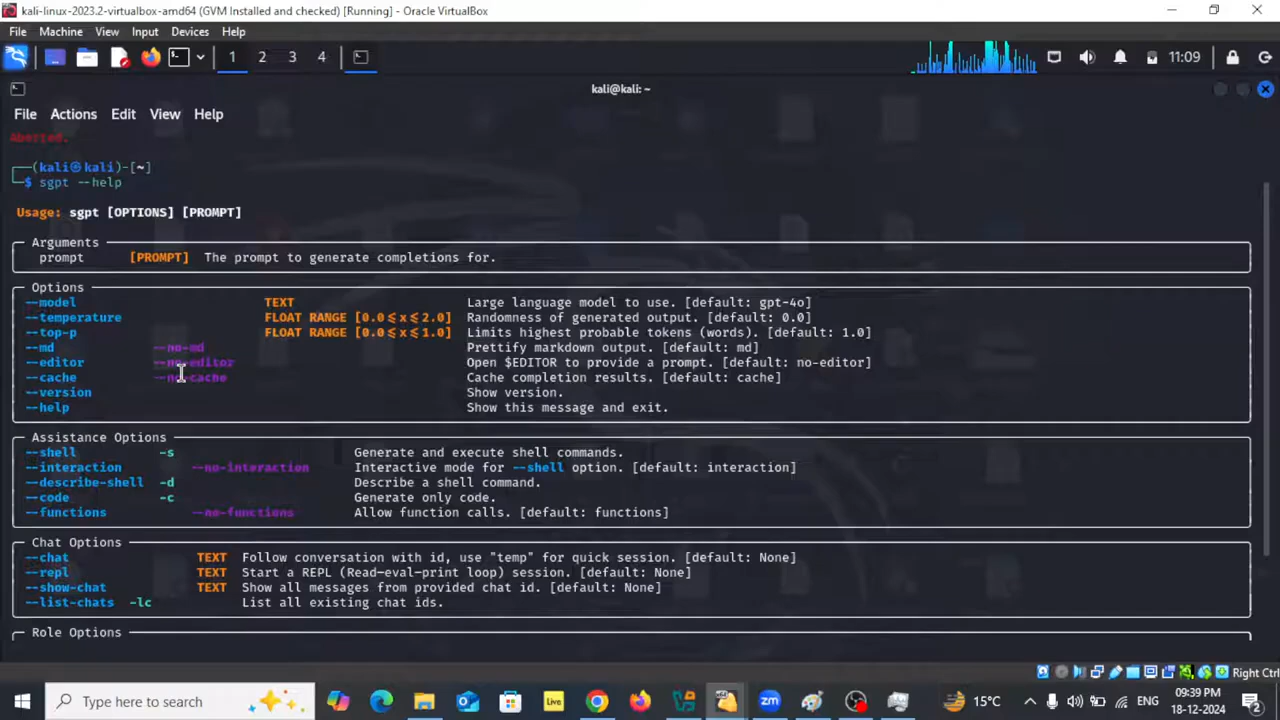 kali-linux-2023.2-virtualbox-amd64 (GVM Installed and checked) [Running] - Oracle VirtualBox
File Machine View Input Devices Help
1 2 3 4 11:09
kali@kali: ~
File Actions Edit View Help
Aborted.
┌──(kali㉿kali)-[~]
└─$ sgpt --help
Usage: sgpt [OPTIONS] [PROMPT]
Arguments
prompt [PROMPT] The prompt to generate completions for.
Options
--model TEXT Large language model to use. [default: gpt-4o]
--temperature FLOAT RANGE [0.0≤x≤2.0] Randomness of generated output. [default: 0.0]
--top-p FLOAT RANGE [0.0≤x≤1.0] Limits highest probable tokens (words). [default: 1.0]
--md --no-md Prettify markdown output. [default: md]
--editor --no-editor Open $EDITOR to provide a prompt. [default: no-editor]
--cache --no-cache Cache completion results. [default: cache]
--version Show version.
--help Show this message and exit.
Assistance Options
--shell -s Generate and execute shell commands.
--interaction --no-interaction Interactive mode for --shell option. [default: interaction]
--describe-shell -d Describe a shell command.
--code -c Generate only code.
--functions --no-functions Allow function calls. [default: functions]
Chat Options
--chat TEXT Follow conversation with id, use "temp" for quick session. [default: None]
--repl TEXT Start a REPL (Read-eval-print loop) session. [default: None]
--show-chat TEXT Show all messages from provided chat id. [default: None]
--list-chats -lc List all existing chat ids.
Role Options
Right Ctrl
Type here to search Live zm 15°C ENG 09:39 PM
18-12-2024 2